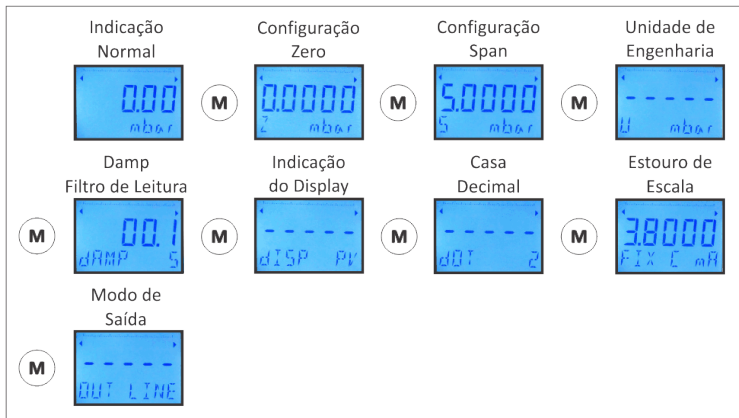 Indicação
Normal
0.00
mbar
M
Configuração
Zero
0.0000
Z mbar
M
Configuração
Span
5.0000
S mbar
M
Unidade de
Engenharia
- - - - -
U mbar
M
Damp
Filtro de Leitura
00.1
dAMP S
M
Indicação
do Display
- - - - -
dISP PV
M
Casa
Decimal
- - - - -
dOT 2
M
Estouro de
Escala
3.8000
FIX C mA
M
Modo de
Saída
- - - - -
OUT LINE